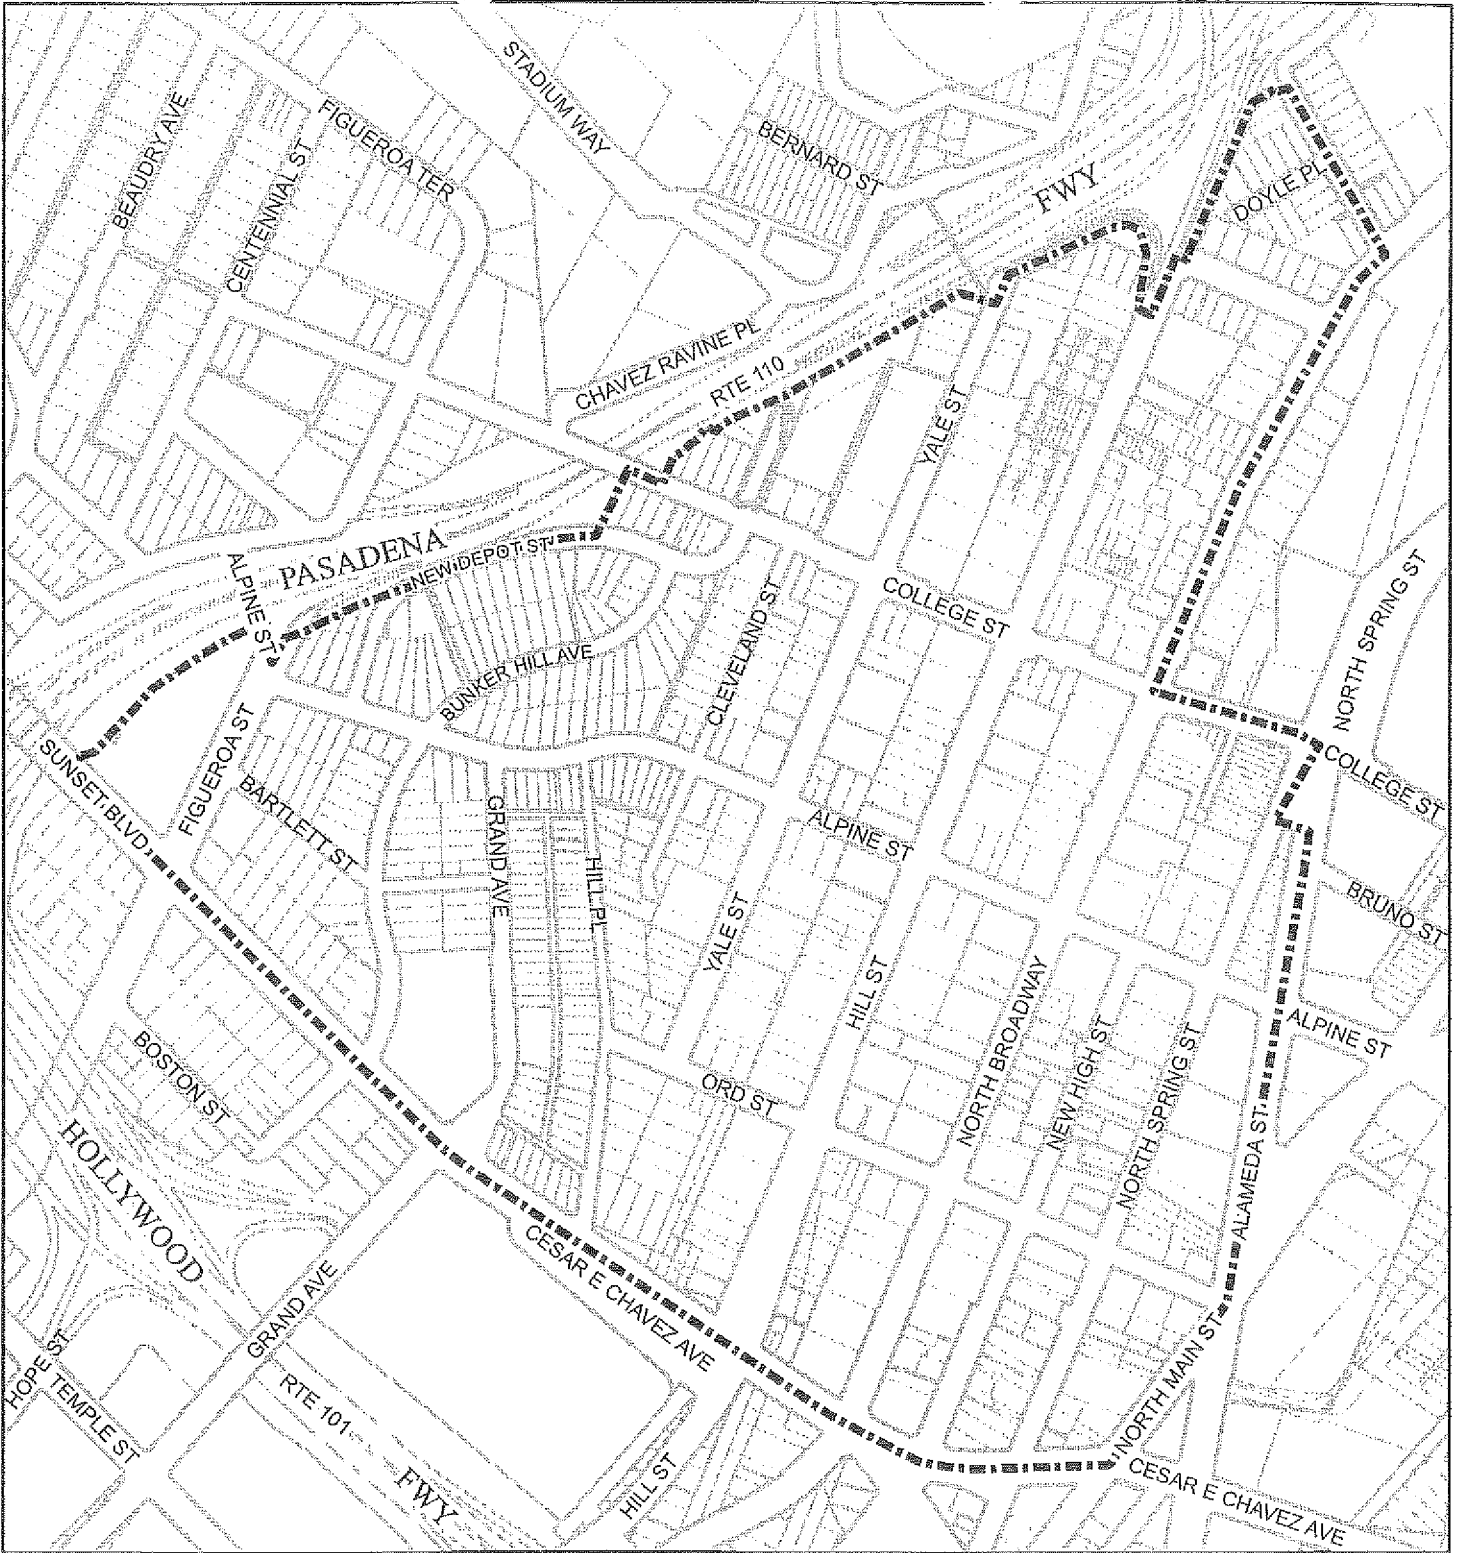 STADIUM WAY
BEAUDRY AVE
FIGUEROA TER
CENTENNIAL ST
BERNARD ST
FWY
DOYLE PL
CHAVEZ RAVINE PL
RTE 110
YALE ST
PASADENA
NEW DEPOT ST
ALPINE ST
COLLEGE ST
NORTH SPRING ST
CLEVELAND ST
BUNKER HILL AVE
SUNSET BLVD
FIGUEROA ST
BARTLETT ST
COLLEGE ST
GRAND AVE
HILL PL
ALPINE ST
YALE ST
BRUNO ST
HILL ST
NORTH BROADWAY
NEW HIGH ST
NORTH SPRING ST
ALPINE ST
BOSTON ST
ORD ST
ALAMEDA ST
HOLLYWOOD
GRAND AVE
CESAR E CHAVEZ AVE
HOPE ST
TEMPLE ST
RTE 101
NORTH MAIN ST
FWY
HILL ST
CESAR E CHAVEZ AVE